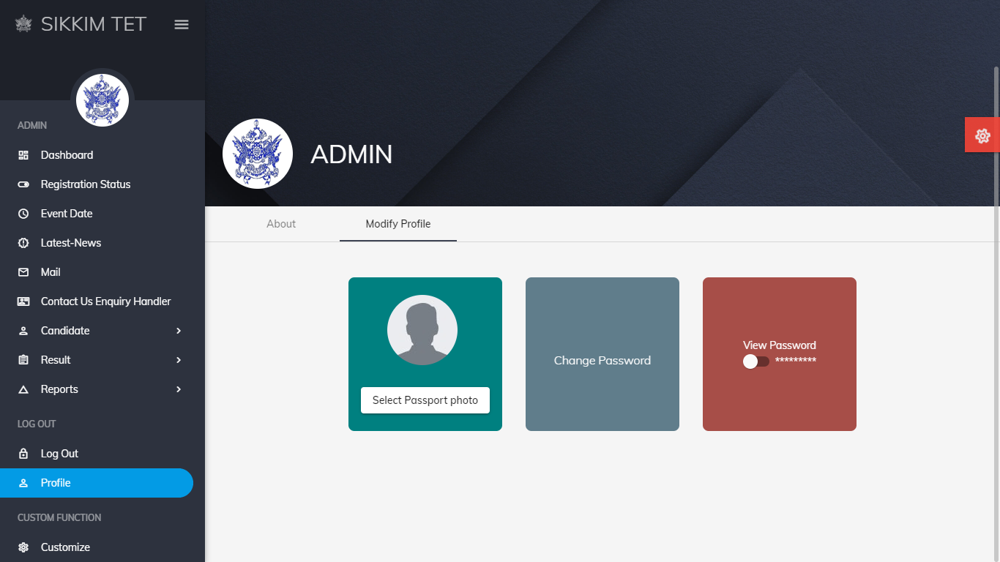 SIKKIM TET
ADMIN
Dashboard
Registration Status
Event Date
Latest-News
Mail
Contact Us Enquiry Handler
Candidate
Result
Reports
LOG OUT
Log Out
Profile
CUSTOM FUNCTION
Customize
ADMIN
About
Modify Profile
Select Passport photo
Change Password
View Password
*********